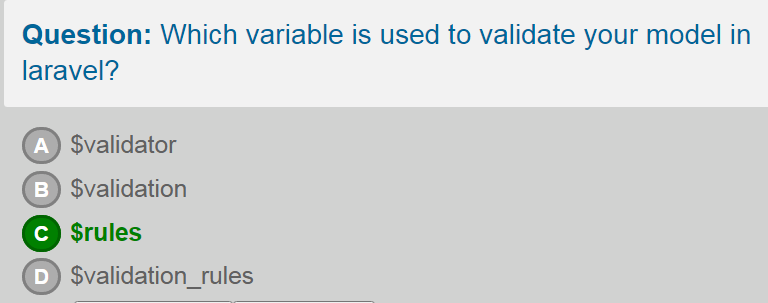 Question: Which variable is used to validate your model in
laravel?
A $validator
B $validation
C $rules
D $validation_rules